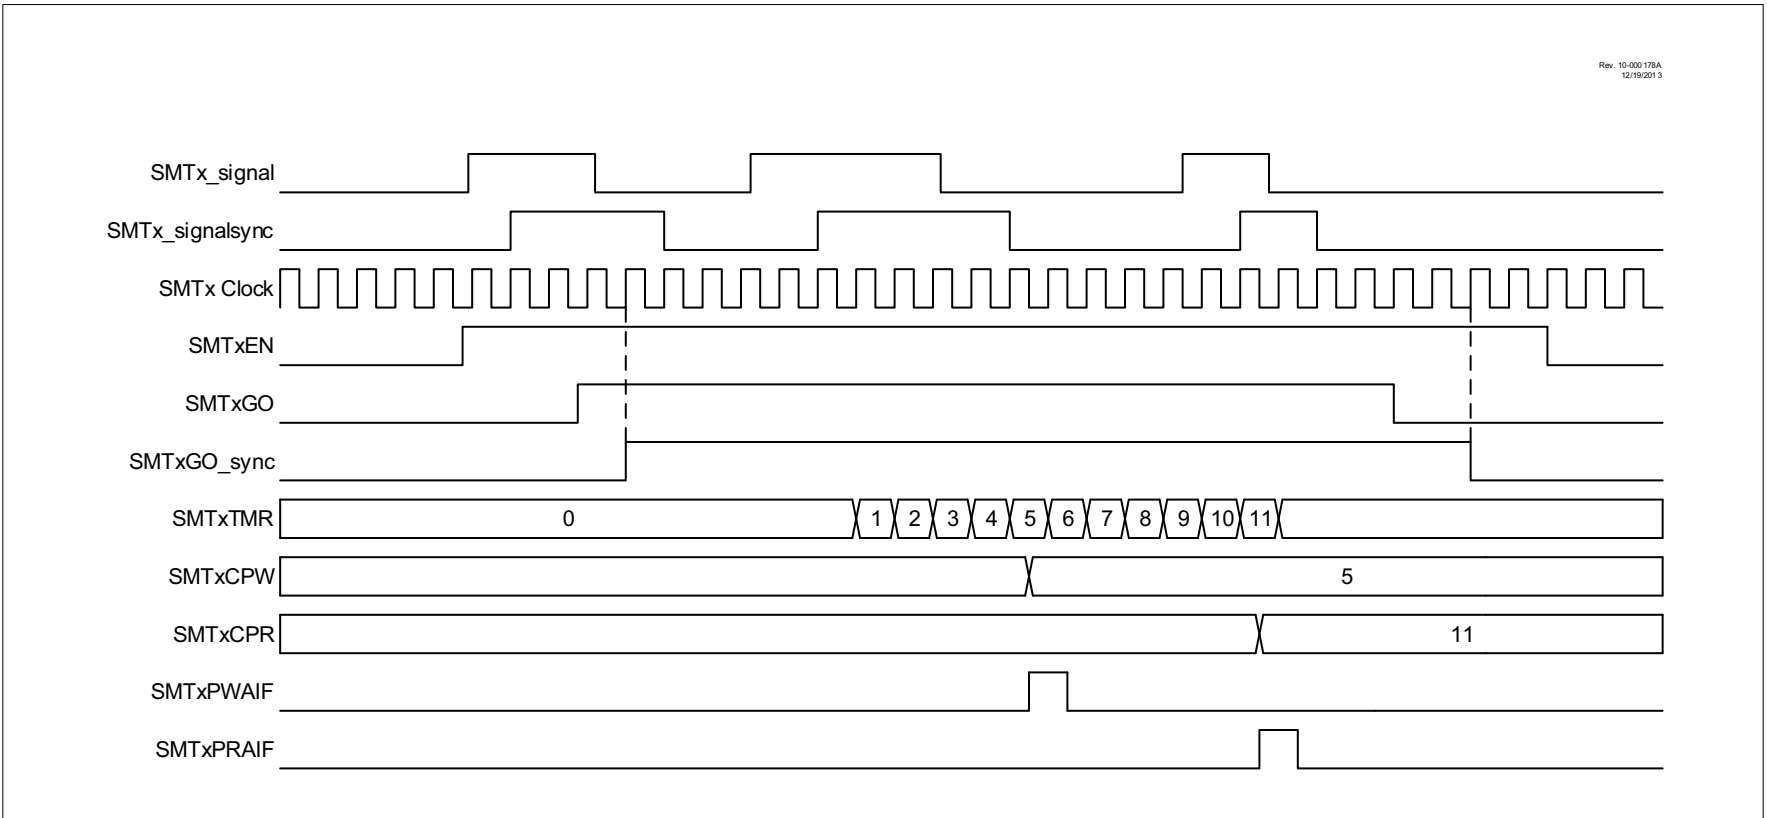 Rev. 10-000 178A
12/19/201 3
SMTx_signal
SMTx_signalsync
SMTx Clock
SMTxEN
SMTxGO
SMTxGO_sync
SMTxTMR 0 1 2 3 4 5 6 7 8 9 10 11
SMTxCPW 5
SMTxCPR 11
SMTxPWAIF
SMTxPRAIF